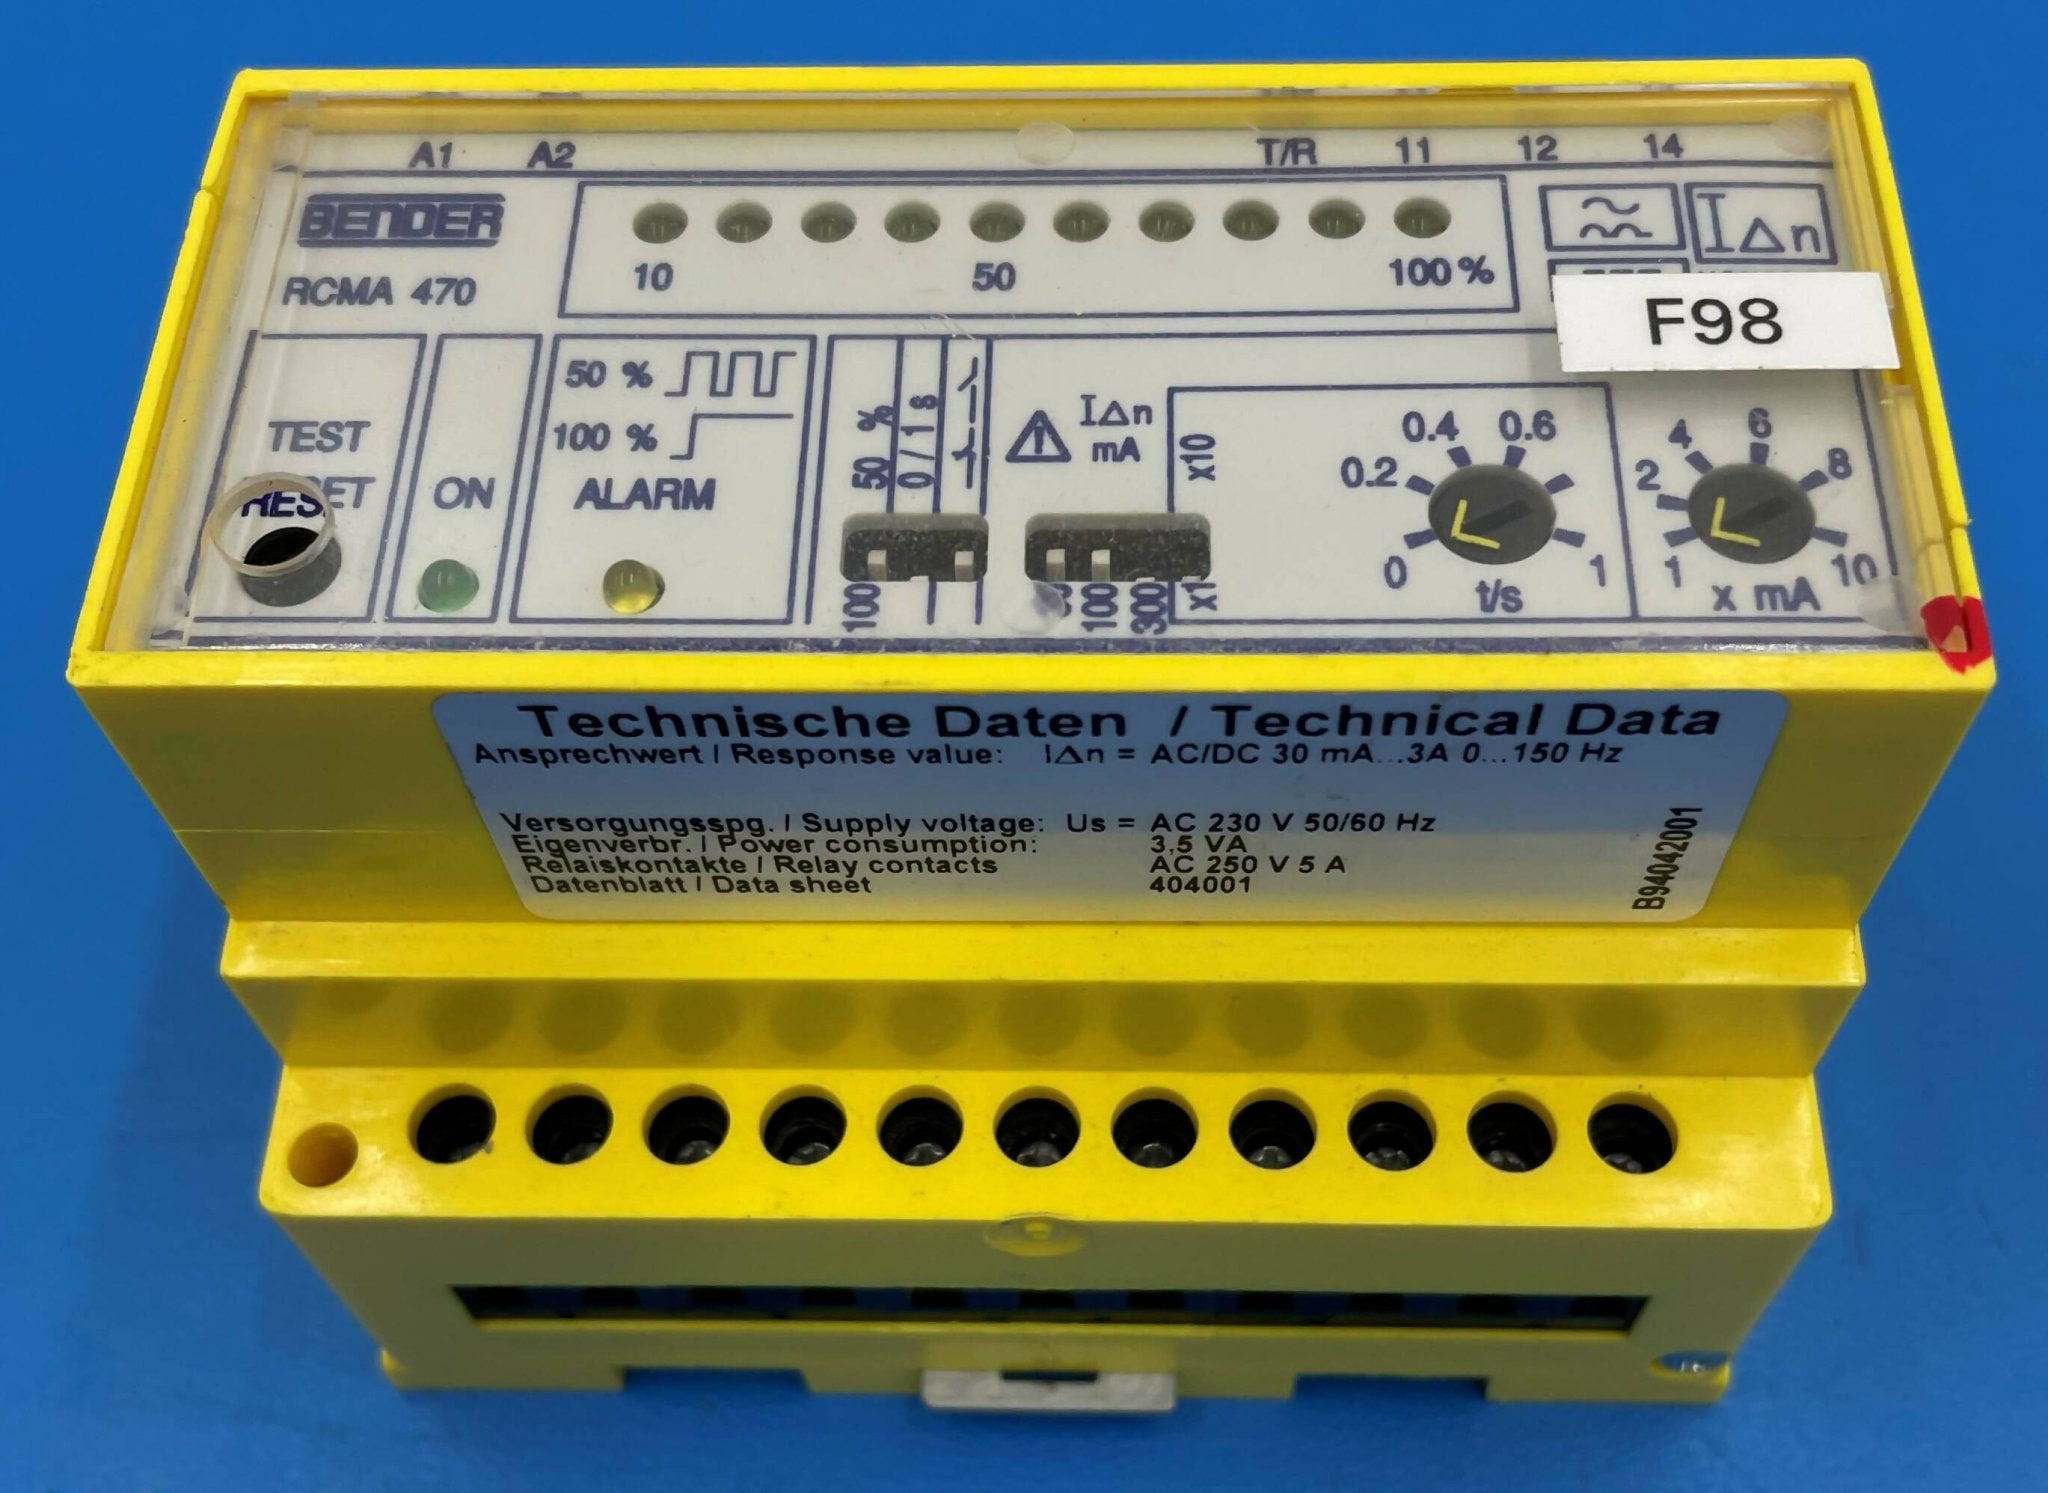 A1 A2 T/R 11 12 14
BENDER
RCMA 470
10 50 100 %
IΔn
F98
TEST
RESET
ON
50 %
100 %
ALARM
50 %
0 / 1 s
100
IΔn
mA
100
300
x10
0 0.2 0.4 0.6 1
t/s
1 2 4 6 8 10
x mA
Technische Daten / Technical Data
Ansprechwert / Response value: IΔn = AC/DC 30 mA...3A 0...150 Hz
Versorgungsspg. / Supply voltage: Us = AC 230 V 50/60 Hz
Eigenverbr. / Power consumption: 3,5 VA
Relaiskontakte / Relay contacts AC 250 V 5 A
Datenblatt / Data sheet 404001
B94042001